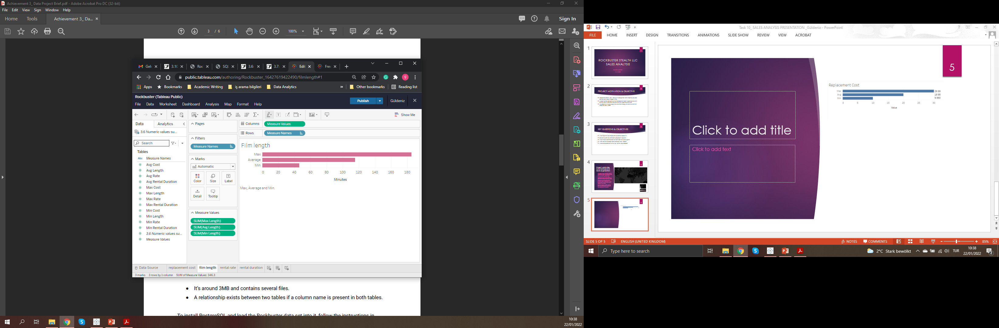 Achievement 3_ Data Project Brief.pdf - Adobe Acrobat Pro DC (32-bit)
File Edit View Sign Window Help
Home Tools Achievement 3_ Da... × Sign In
3 / 6 100%
Gel 3.10 Roc SQL 3.6: 3.7: Edit Free
public.tableau.com/authoring/Rockbuster_16427619422490/filmlength#1
Apps Bookmarks Academic Writing iş arama bilgileri Data Analytics » Other bookmarks Reading list
Rockbuster (Tableau Public)
Publish Güldeniz
File Data Worksheet Dashboard Analysis Map Format Help
Show Me
Data Analytics
3.6 Numeric values su...
Search
Tables
Abc Measure Names
Avg Cost
Avg Length
Avg Rate
Avg Rental Duration
Max Cost
Max Length
Max Rate
Max Rental Duration
Min Cost
Min Length
Min Rate
Min Rental Duration
3.6 Numeric values su...
Measure Values
Pages
Filters
Measure Names
Marks
Automatic
Color Size Label
Detail Tooltip
Measure Values
SUM(Max Length)
SUM(Avg Length)
SUM(Min Length)
Columns Measure Values
Rows Measure Names
Film length
Max
Average
Min
0 20 40 60 80 100 120 140 160 180
Minutes
Max, Average and Min.
Data Source replacement cost film length rental rate rental duration
3 marks 3 rows by 1 column SUM of Measure Values: 346.3
● It's around 3MB and contains several files.
● A relationship exists between two tables if a column name is present in both tables.
To install PostgreSQL and load the Rockbuster data set into it, follow the instructions in
10:38
22/01/2022
Task 10_ SALES ANALYSIS PRESENTATION _Güldeniz - PowerPoint
FILE HOME INSERT DESIGN TRANSITIONS ANIMATIONS SLIDE SHOW REVIEW VIEW ACROBAT
1
ROCKBUSTER STEALTH LLC
SALES ANALYSIS
2
PROJECT MOTIVATION & OBJECTIVE
3
KEY QUESTIONS & OBJECTIVES
4
Current world-wide
customer-base and
revenue generation
5
5
Click to add title
Click to add text
Replacement Cost
Max 29.99
Avg 19.98
Min 9.990
0 5 10 15 20 25 30
Value
SLIDE 5 OF 5 ENGLISH (UNITED KINGDOM) NOTES COMMENTS 85%
Type here to search
2°C Stark bewölkt TUR
10:38
22/01/2022
2